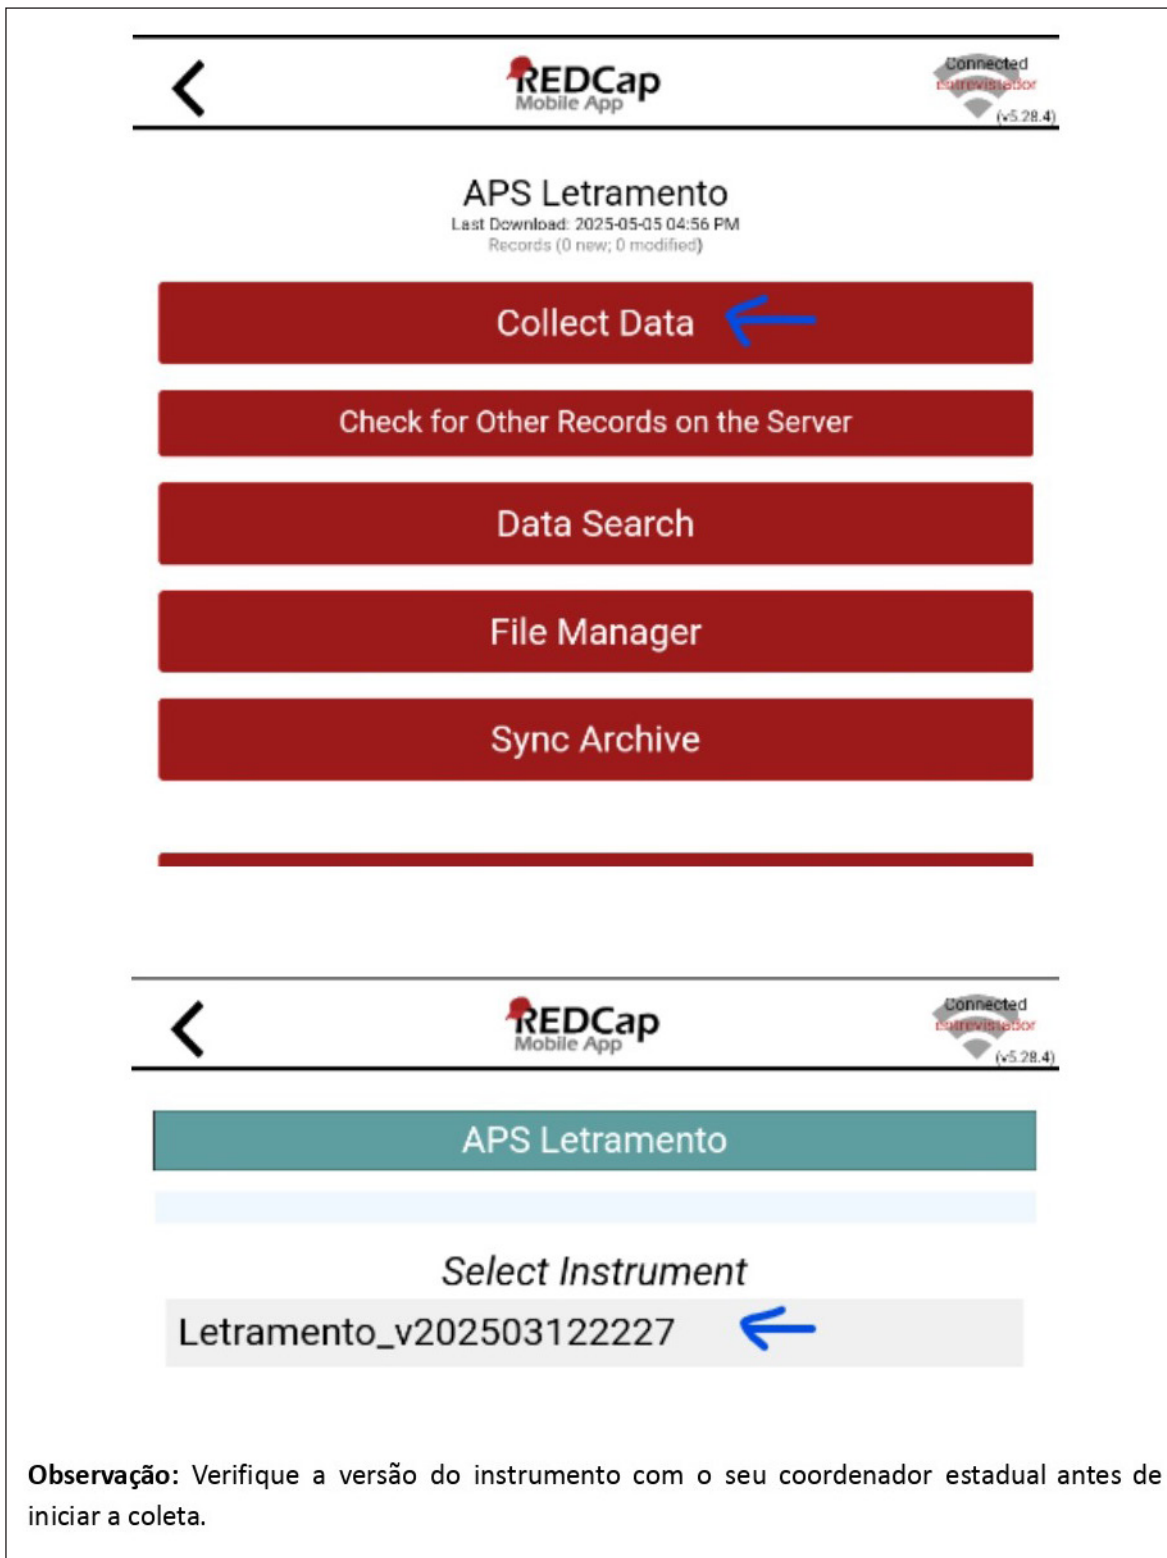 REDCap
Mobile App
Connected
entrevistador
(v5.28.4)
APS Letramento
Last Download: 2025-05-05 04:56 PM
Records (0 new; 0 modified)
Collect Data
Check for Other Records on the Server
Data Search
File Manager
Sync Archive
REDCap
Mobile App
Connected
entrevistador
(v5.28.4)
APS Letramento
Select Instrument
Letramento_v202503122227
Observação: Verifique a versão do instrumento com o seu coordenador estadual antes de
iniciar a coleta.